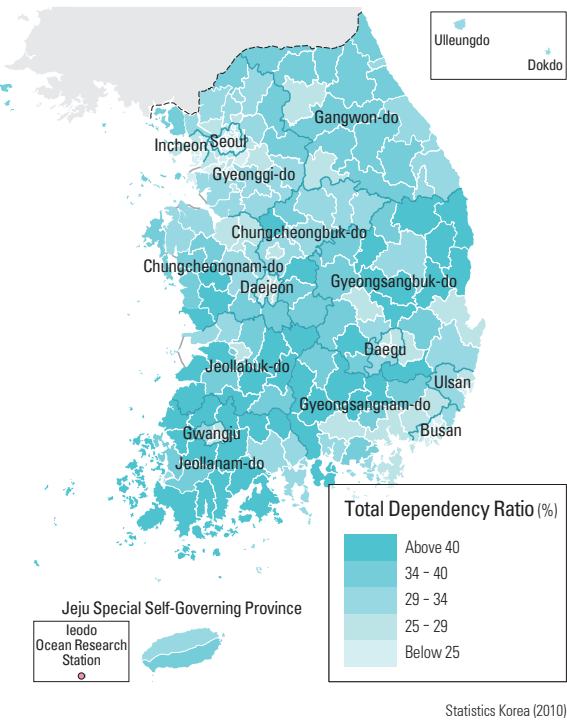 Ulleungdo
Dokdo
Gangwon-do
Incheon
Seoul
Gyeonggi-do
Chungcheongbuk-do
Chungcheongnam-do
Daejeon
Gyeongsangbuk-do
Daegu
Jeollabuk-do
Ulsan
Gyeongsangnam-do
Busan
Gwangju
Jeollanam-do
Total Dependency Ratio (%)
Above 40
34 – 40
29 – 34
25 – 29
Below 25
Jeju Special Self-Governing Province
Ieodo
Ocean Research
Station
Statistics Korea (2010)